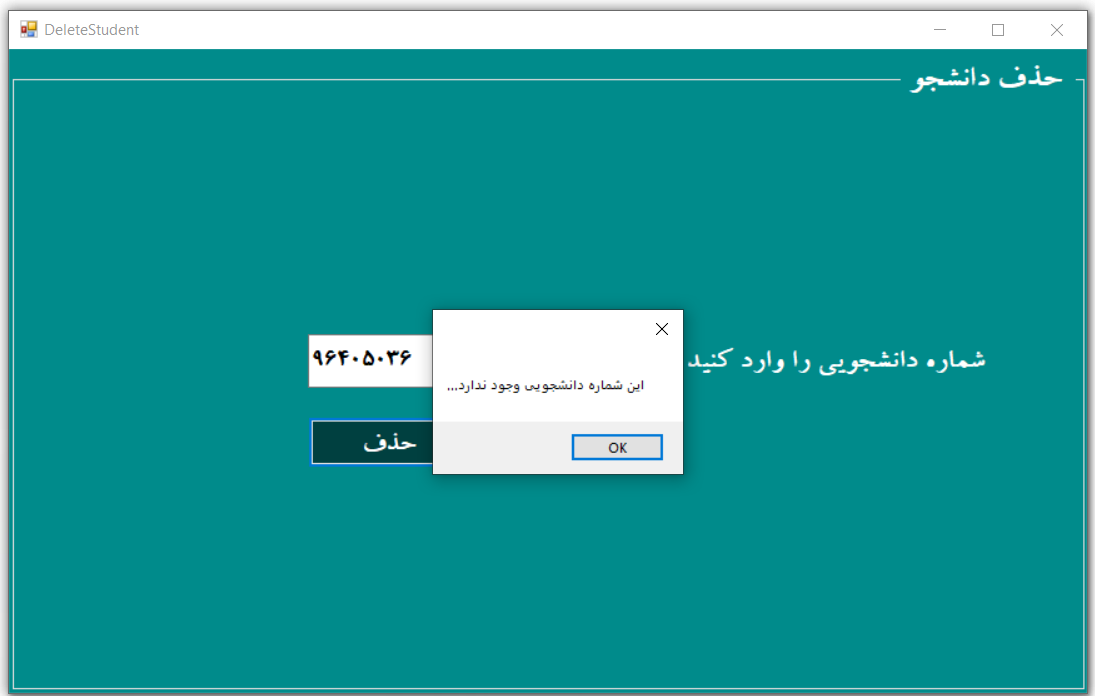 DeleteStudent
حذف دانشجو
شماره دانشجویی را وارد کنید
۹۶۴۰۵۰۳۶
این شماره دانشجویی وجود ندارد,,,
حذف
OK